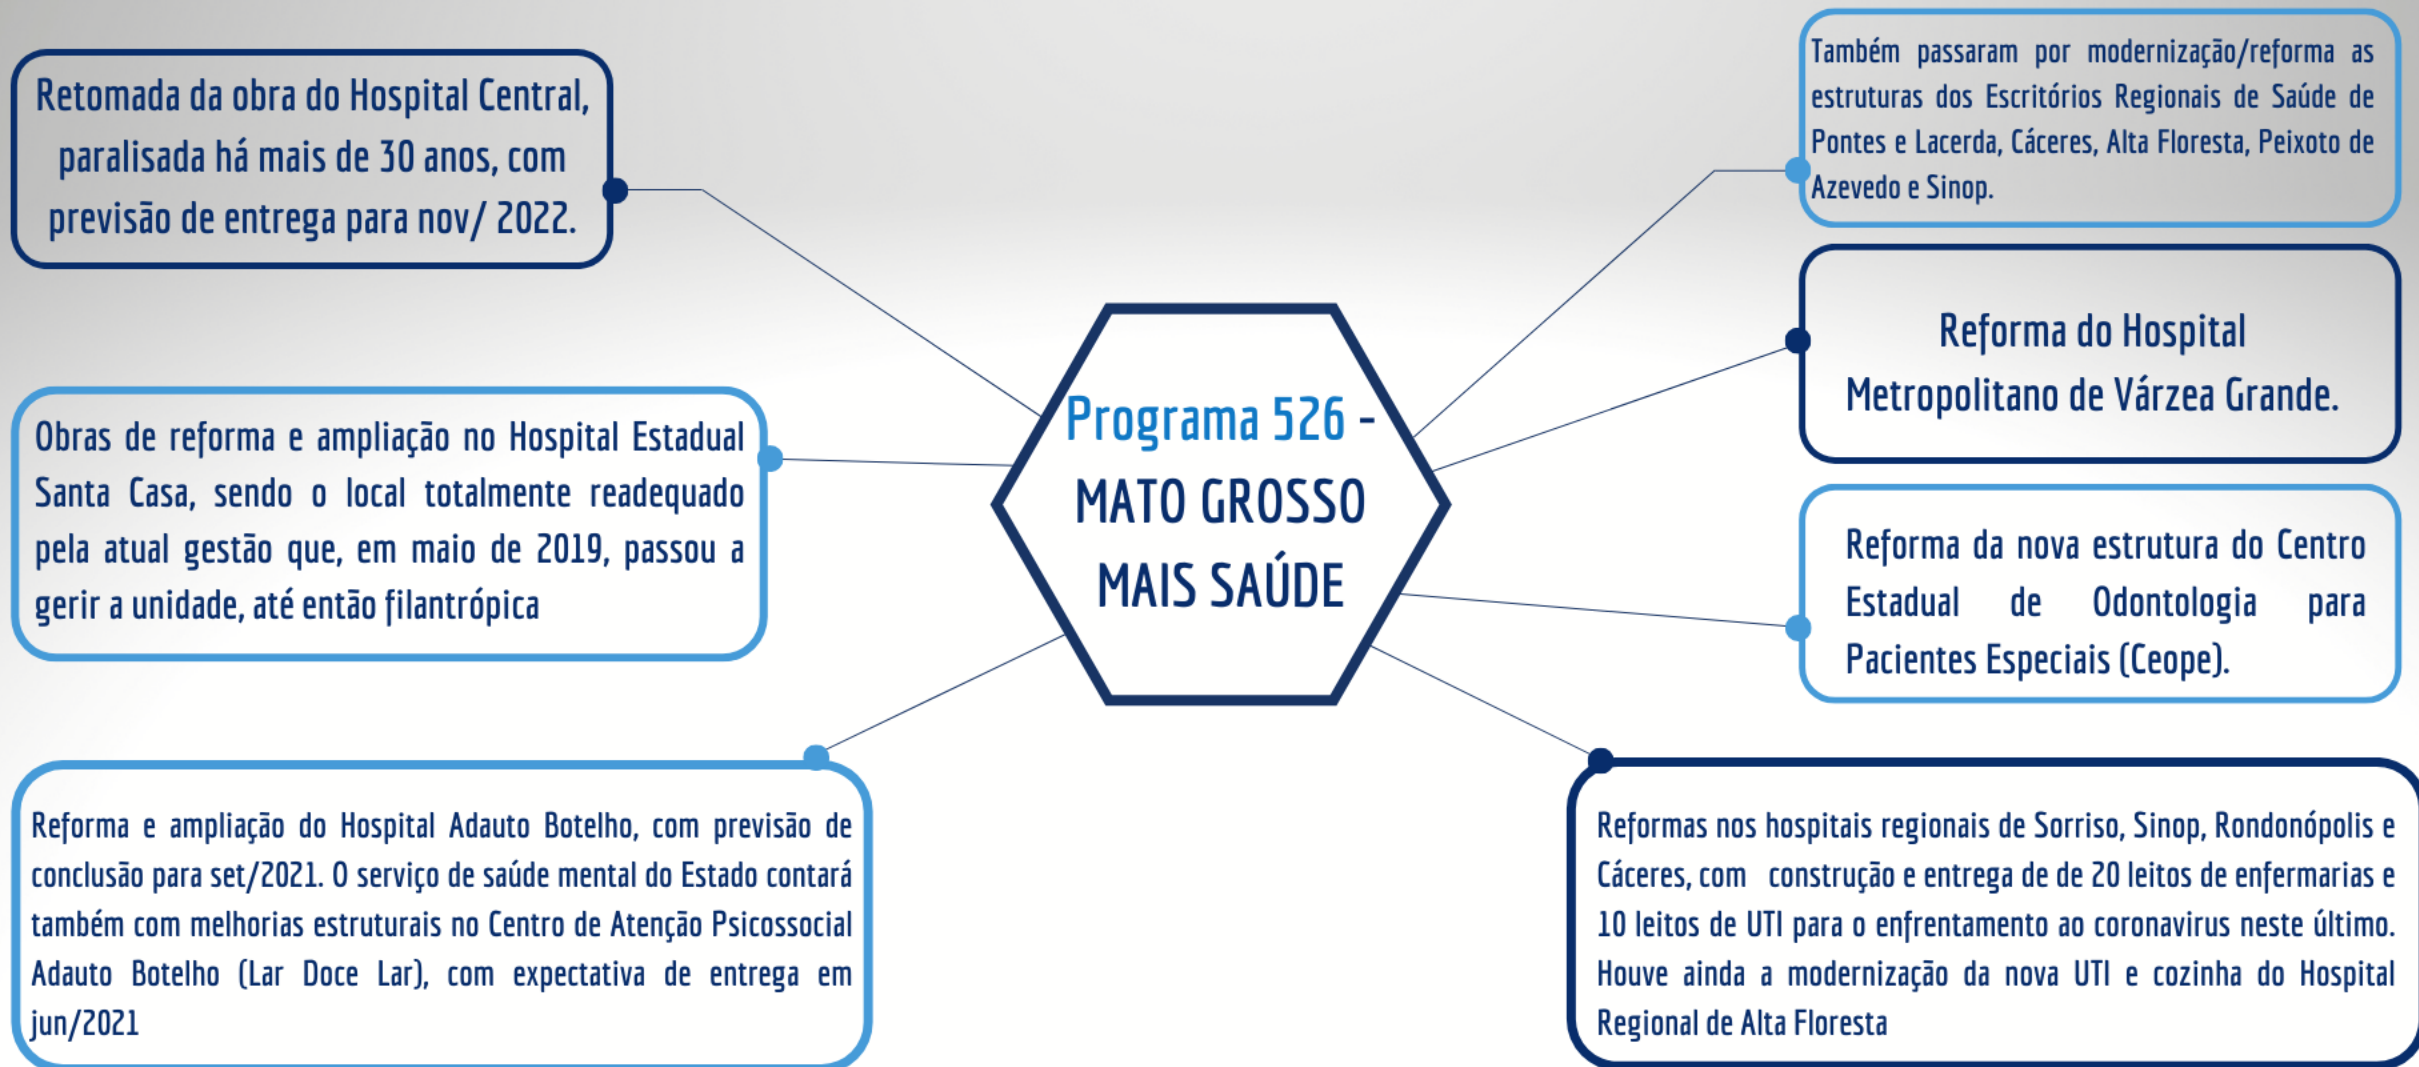 Retomada da obra do Hospital Central,
paralisada há mais de 30 anos, com
previsão de entrega para nov/ 2022.
Obras de reforma e ampliação no Hospital Estadual
Santa Casa, sendo o local totalmente readequado
pela atual gestão que, em maio de 2019, passou a
gerir a unidade, até então filantrópica
Reforma e ampliação do Hospital Adauto Botelho, com previsão de
conclusão para set/2021. O serviço de saúde mental do Estado contará
também com melhorias estruturais no Centro de Atenção Psicossocial
Adauto Botelho (Lar Doce Lar), com expectativa de entrega em
jun/2021
Programa 526 -
MATO GROSSO
MAIS SAÚDE
Também passaram por modernização/reforma as
estruturas dos Escritórios Regionais de Saúde de
Pontes e Lacerda, Cáceres, Alta Floresta, Peixoto de
Azevedo e Sinop.
Reforma do Hospital
Metropolitano de Várzea Grande.
Reforma da nova estrutura do Centro
Estadual de Odontologia para
Pacientes Especiais (Ceope).
Reformas nos hospitais regionais de Sorriso, Sinop, Rondonópolis e
Cáceres, com construção e entrega de de 20 leitos de enfermarias e
10 leitos de UTI para o enfrentamento ao coronavirus neste último.
Houve ainda a modernização da nova UTI e cozinha do Hospital
Regional de Alta Floresta